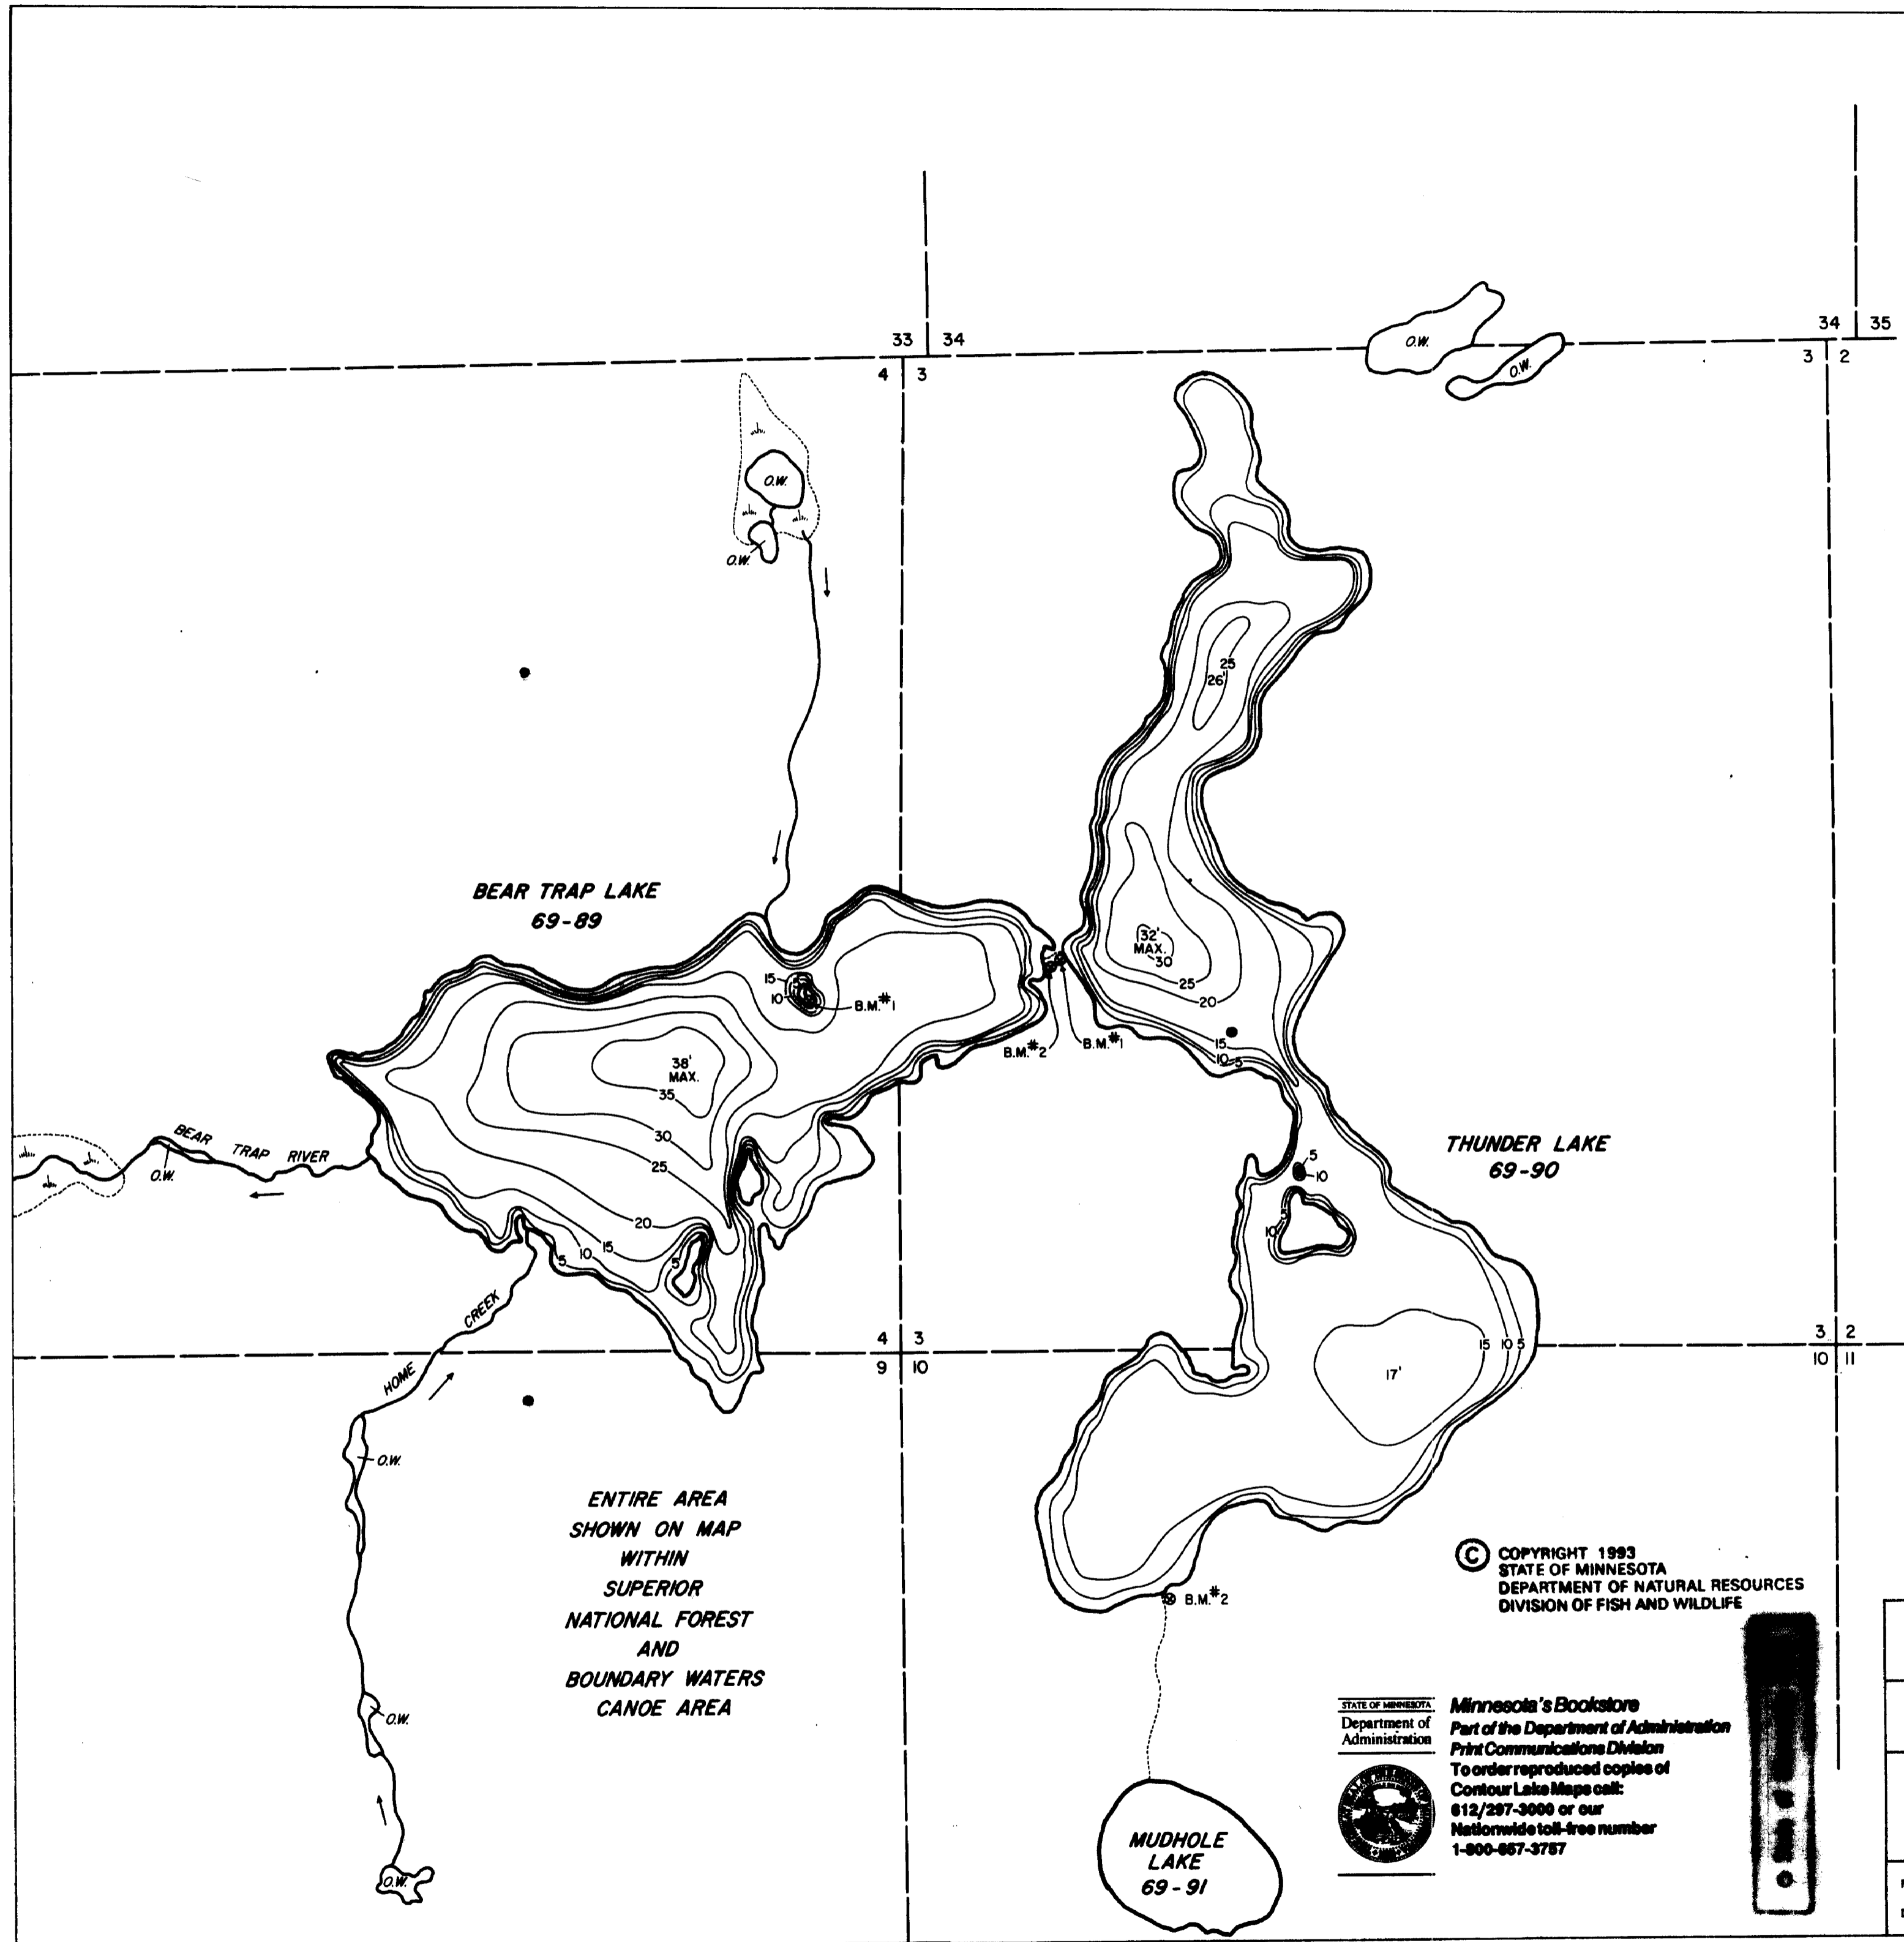 33 34
34 35
4 3
3 2
O.W.
O.W.
O.W.
O.W.
25
26'
BEAR TRAP LAKE
69-89
32'
MAX.
30
25
20
15
10
5
15
10
B.M.#1
B.M.#2
B.M.#1
38'
MAX.
35
30
25
20
15
10
5
5
BEAR TRAP RIVER
O.W.
THUNDER LAKE
69-90
5
10
5
10
HOME CREEK
4 3
9 10
3 2
10 11
15 10 5
17'
O.W.
ENTIRE AREA
SHOWN ON MAP
WITHIN
SUPERIOR
NATIONAL FOREST
AND
BOUNDARY WATERS
CANOE AREA
© COPYRIGHT 1993
STATE OF MINNESOTA
DEPARTMENT OF NATURAL RESOURCES
DIVISION OF FISH AND WILDLIFE
B.M.#2
O.W.
O.W.
STATE OF MINNESOTA
Department of
Administration
Minnesota's Bookstore
Part of the Department of Administration
Print Communications Division
To order reproduced copies of
Contour Lake Maps call:
612/297-3000 or our
Nationwide toll-free number
1-800-657-3757
MUDHOLE
LAKE
69-91